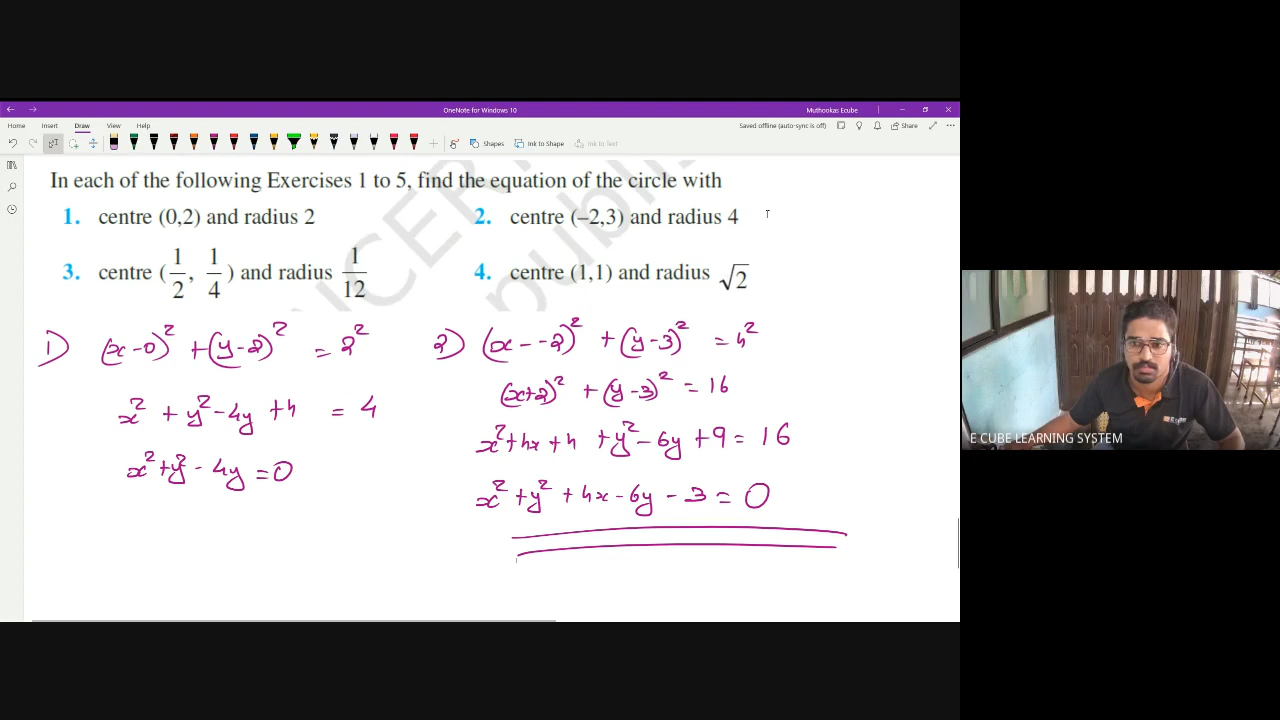 OneNote for Windows 10
Muthookas Ecube
Home Insert Draw View Help
Saved offline (auto-sync is off) Share
Shapes Ink to Shape Ink to Text
In each of the following Exercises 1 to 5, find the equation of the circle with
1. centre (0,2) and radius 2
2. centre (–2,3) and radius 4
3. centre (1/2, 1/4) and radius 1/12
4. centre (1,1) and radius √2
1) (x-0)² + (y-2)² = 2²
x² + y² - 4y + 4 = 4
x² + y² - 4y = 0
2) (x - -2)² + (y-3)² = 4²
(x+2)² + (y-3)² = 16
x² + 4x + 4 + y² - 6y + 9 = 16
x² + y² + 4x - 6y - 3 = 0
E CUBE LEARNING SYSTEM